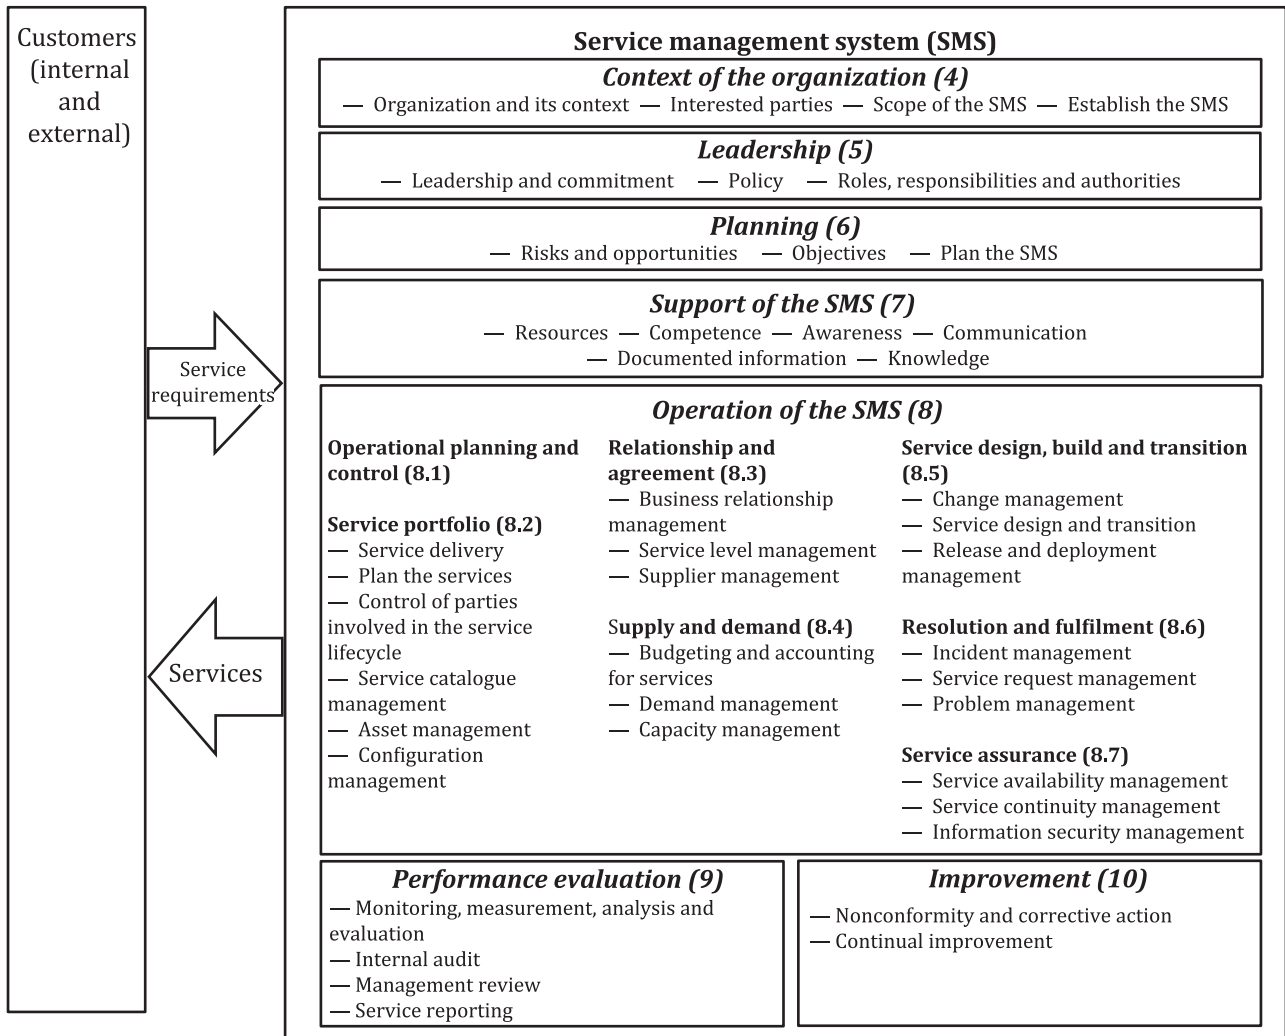 Customers
(internal
and
external)
Service
requirements
Services
Service management system (SMS)
Context of the organization (4)
— Organization and its context — Interested parties — Scope of the SMS — Establish the SMS
Leadership (5)
— Leadership and commitment — Policy — Roles, responsibilities and authorities
Planning (6)
— Risks and opportunities — Objectives — Plan the SMS
Support of the SMS (7)
— Resources — Competence — Awareness — Communication
— Documented information — Knowledge
Operation of the SMS (8)
Operational planning and
control (8.1)
Service portfolio (8.2)
— Service delivery
— Plan the services
— Control of parties
involved in the service
lifecycle
— Service catalogue
management
— Asset management
— Configuration
management
Relationship and
agreement (8.3)
— Business relationship
management
— Service level management
— Supplier management
Supply and demand (8.4)
— Budgeting and accounting
for services
— Demand management
— Capacity management
Service design, build and transition
(8.5)
— Change management
— Service design and transition
— Release and deployment
management
Resolution and fulfilment (8.6)
— Incident management
— Service request management
— Problem management
Service assurance (8.7)
— Service availability management
— Service continuity management
— Information security management
Performance evaluation (9)
— Monitoring, measurement, analysis and
evaluation
— Internal audit
— Management review
— Service reporting
Improvement (10)
— Nonconformity and corrective action
— Continual improvement